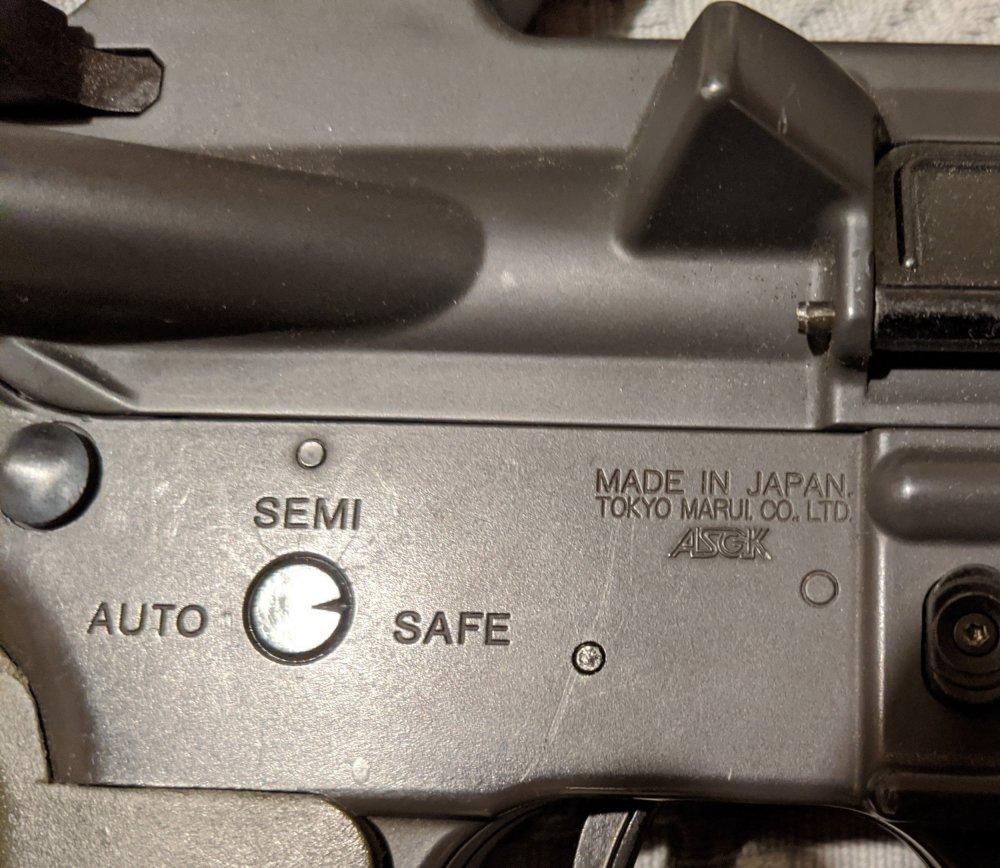 SEMI
AUTO
SAFE
MADE IN JAPAN.
TOKYO MARUI. CO., LTD.
ASGK